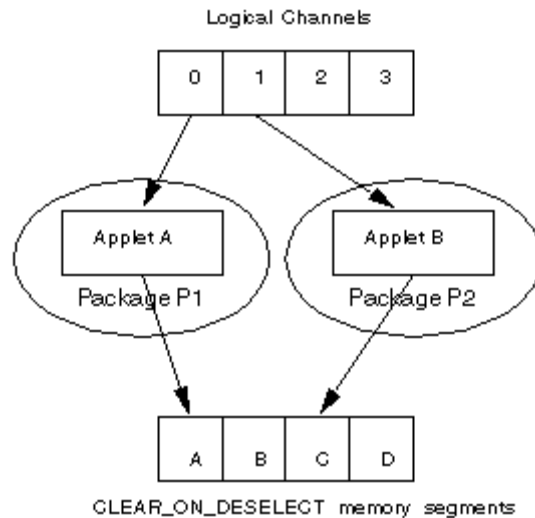 Logical Channels
0 1 2 3
Applet A Applet B
Package P1 Package P2
A B C D
CLEAR_ON_DESELECT memory segments